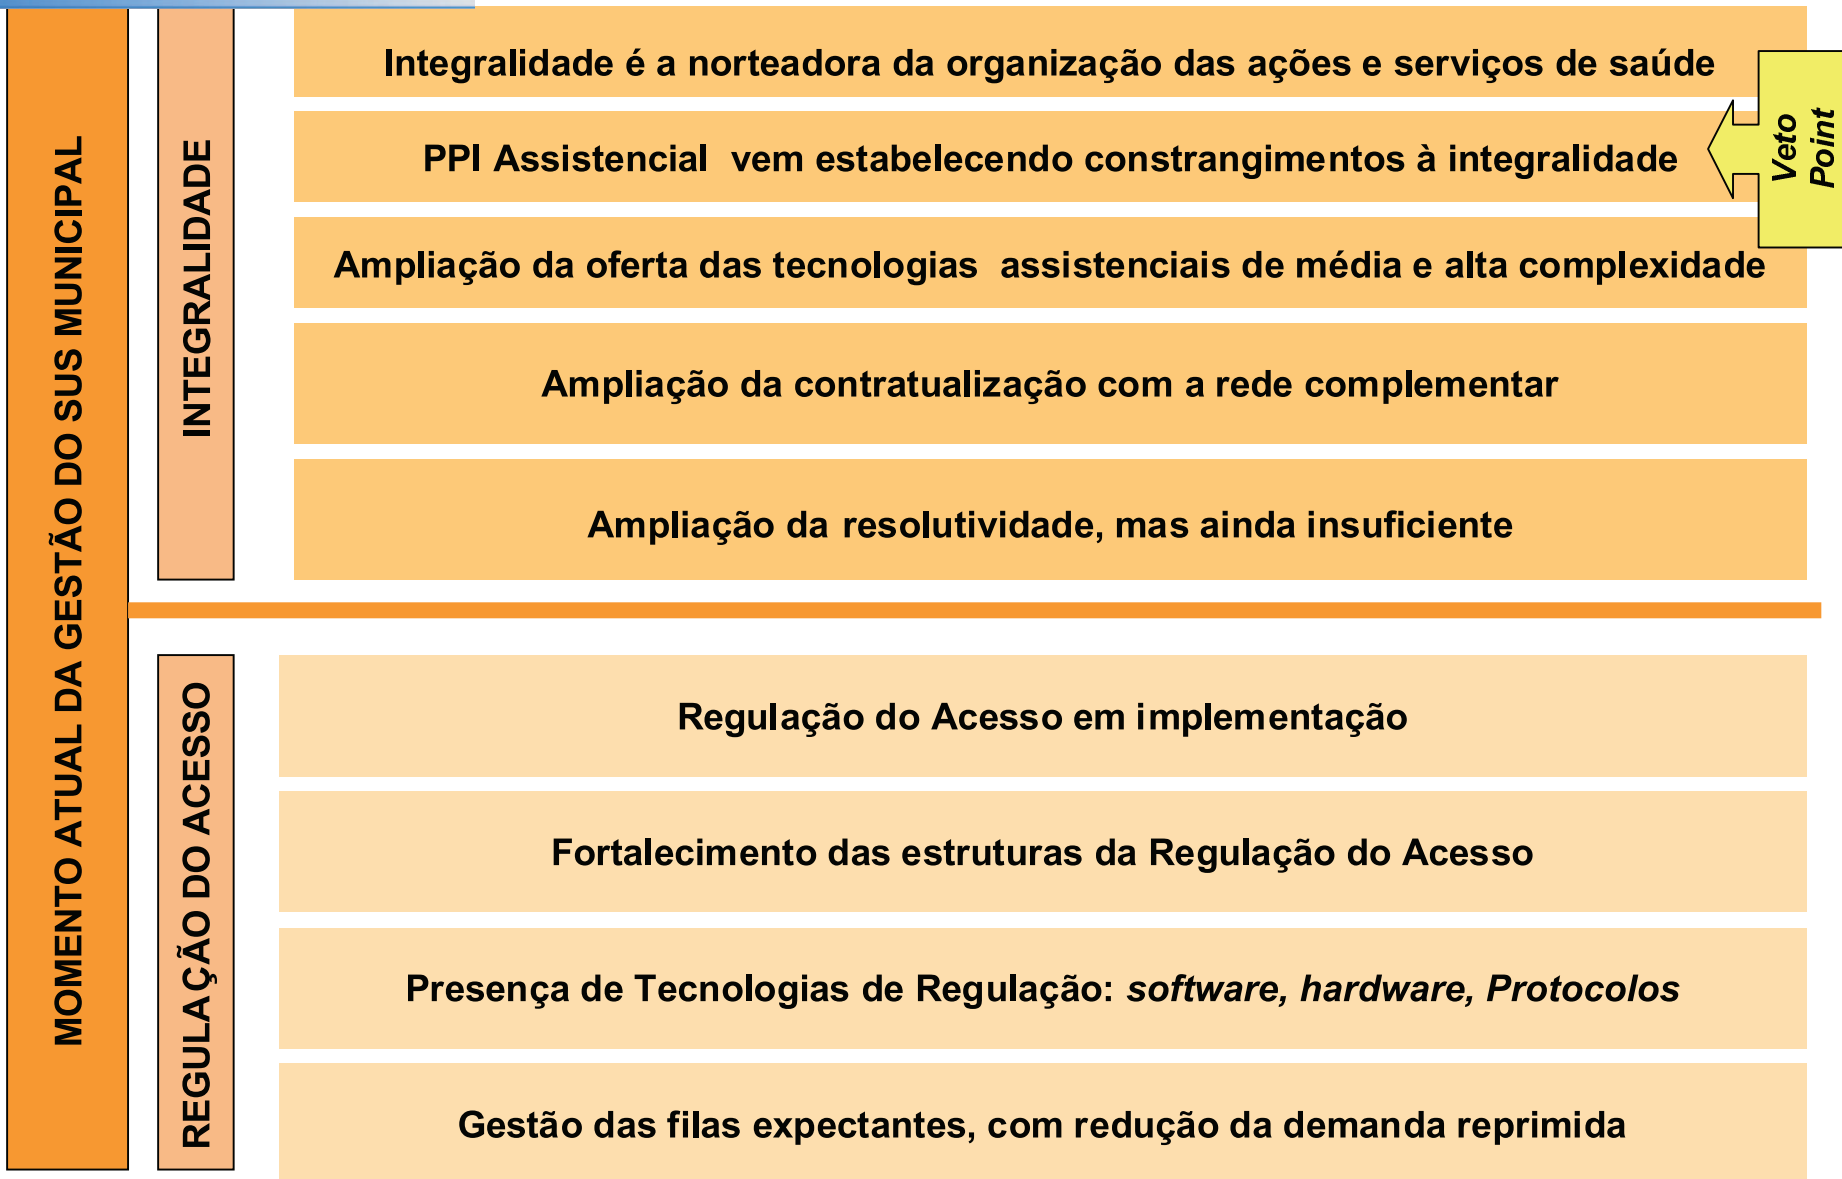 MOMENTO ATUAL DA GESTÃO DO SUS MUNICIPAL
INTEGRALIDADE
Integralidade é a norteadora da organização das ações e serviços de saúde
PPI Assistencial vem estabelecendo constrangimentos à integralidade
Veto
Point
Ampliação da oferta das tecnologias assistenciais de média e alta complexidade
Ampliação da contratualização com a rede complementar
Ampliação da resolutividade, mas ainda insuficiente
REGULAÇÃO DO ACESSO
Regulação do Acesso em implementação
Fortalecimento das estruturas da Regulação do Acesso
Presença de Tecnologias de Regulação: software, hardware, Protocolos
Gestão das filas expectantes, com redução da demanda reprimida